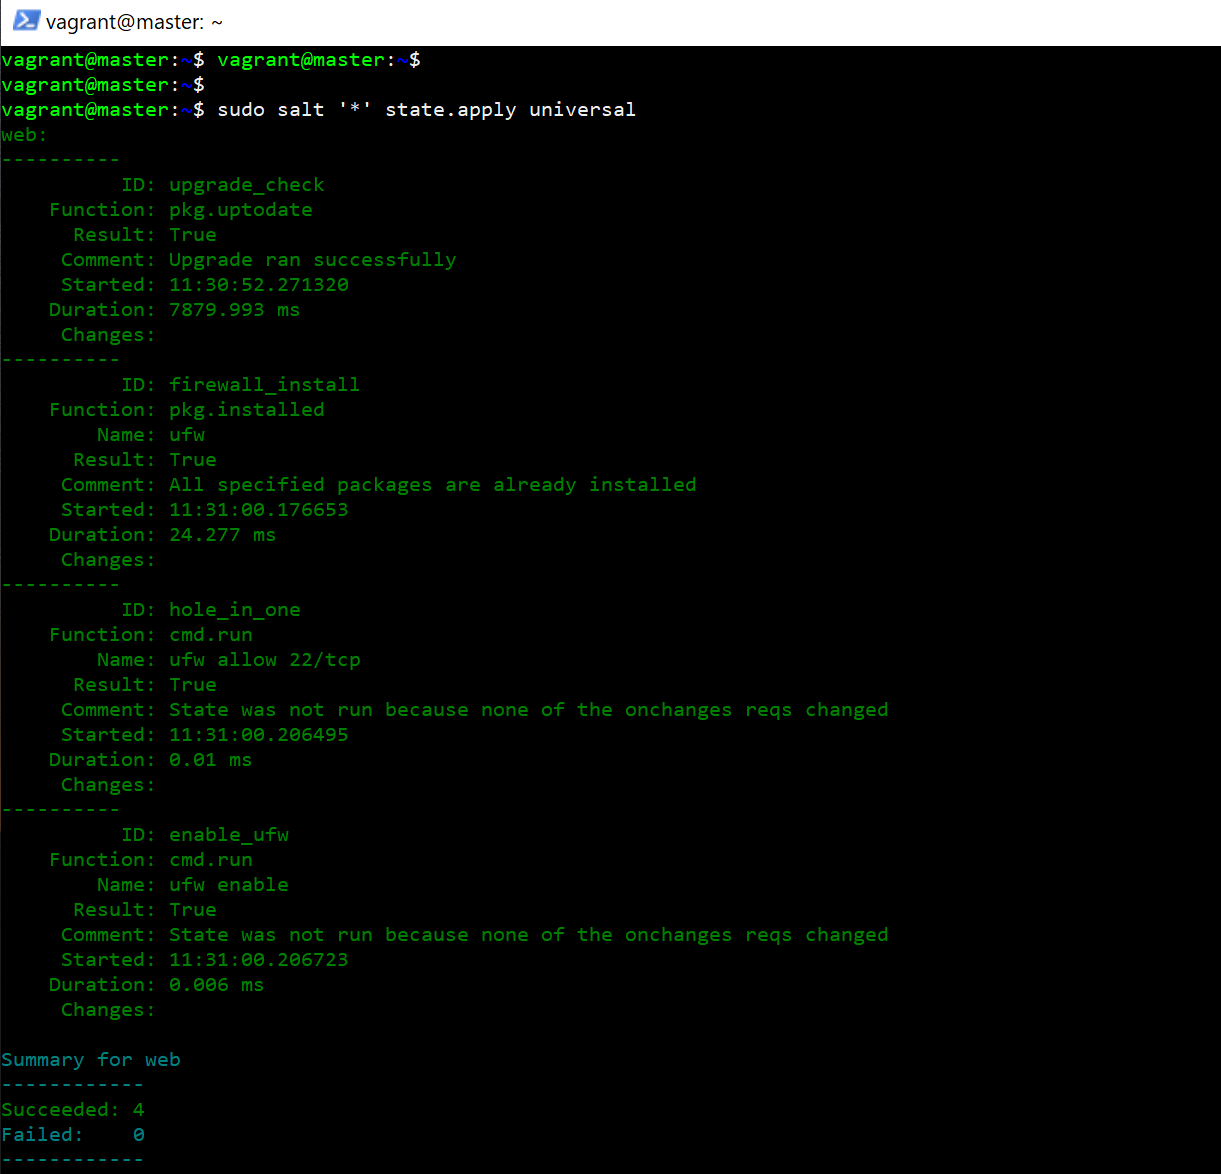 vagrant@master: ~
vagrant@master:~$ vagrant@master:~$
vagrant@master:~$
vagrant@master:~$ sudo salt '*' state.apply universal
web:
----------
          ID: upgrade_check
    Function: pkg.uptodate
      Result: True
     Comment: Upgrade ran successfully
     Started: 11:30:52.271320
    Duration: 7879.993 ms
     Changes:
----------
          ID: firewall_install
    Function: pkg.installed
        Name: ufw
      Result: True
     Comment: All specified packages are already installed
     Started: 11:31:00.176653
    Duration: 24.277 ms
     Changes:
----------
          ID: hole_in_one
    Function: cmd.run
        Name: ufw allow 22/tcp
      Result: True
     Comment: State was not run because none of the onchanges reqs changed
     Started: 11:31:00.206495
    Duration: 0.01 ms
     Changes:
----------
          ID: enable_ufw
    Function: cmd.run
        Name: ufw enable
      Result: True
     Comment: State was not run because none of the onchanges reqs changed
     Started: 11:31:00.206723
    Duration: 0.006 ms
     Changes:
Summary for web
------------
Succeeded: 4
Failed:    0
------------